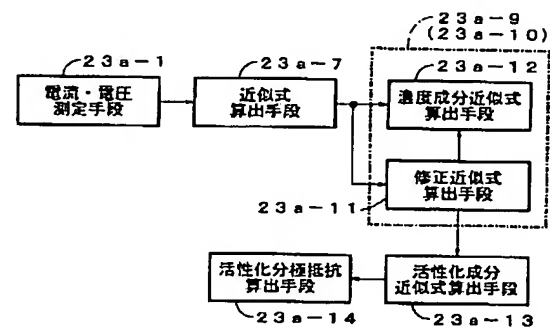 23a-9
(23a-10)
23a-1
23a-7
23a-12
電流・電圧
測定手段
近似式
算出手段
濃度成分近似式
算出手段
修正近似式
算出手段
23a-11
活性化分極抵抗
算出手段
活性化成分
近似式算出手段
23a-14
23a-13